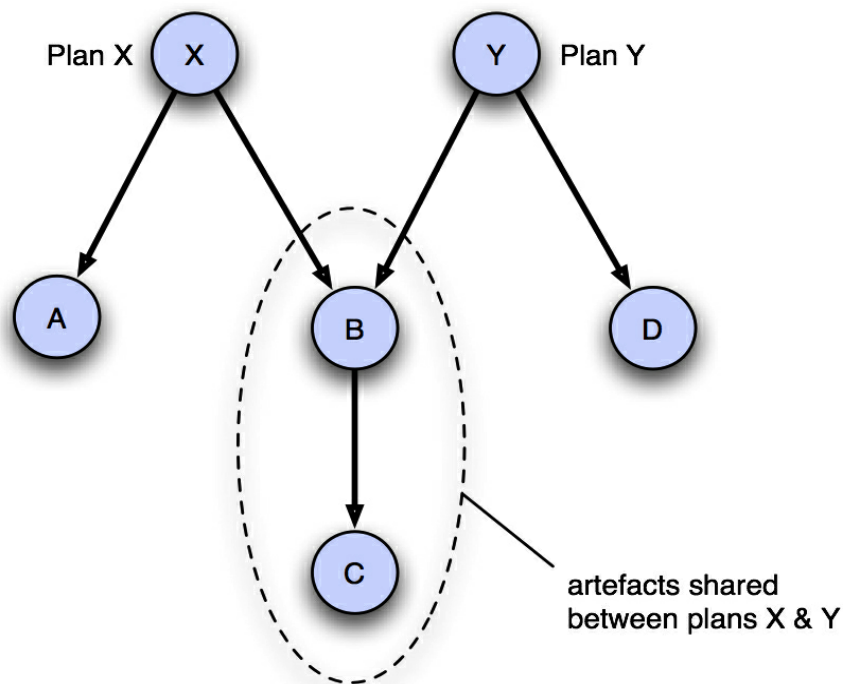 Plan X
X
Y
Plan Y
A
B
D
C
artefacts shared
between plans X & Y